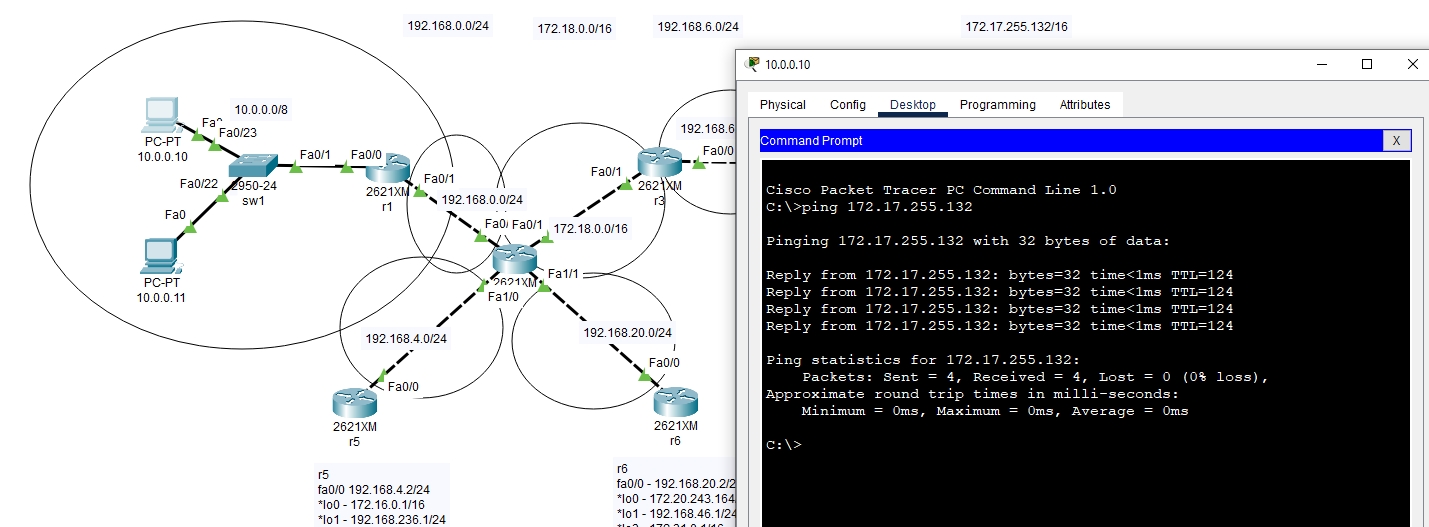 192.168.0.0/24
172.18.0.0/16
192.168.6.0/24
172.17.255.132/16
10.0.0.0/8
Fa0/23
PC-PT
10.0.0.10
Fa0/1
Fa0/0
Fa0/22
2950-24
sw1
2621XM
r1
Fa0/1
Fa0
PC-PT
10.0.0.11
192.168.0.0/24
Fa0/1
172.18.0.0/16
Fa0/1
2621XM
r3
192.168.6
Fa0/0
2621XM
Fa1/0
Fa1/1
192.168.4.0/24
Fa0/0
2621XM
r5
192.168.20.0/24
Fa0/0
2621XM
r6
r5
fa0/0 192.168.4.2/24
*lo0 - 172.16.0.1/16
*lo1 - 192.168.236.1/24
r6
fa0/0 - 192.168.20.2/2
*lo0 - 172.20.243.164/
*lo1 - 192.168.46.1/24
10.0.0.10
Physical Config Desktop Programming Attributes
Command Prompt X
Cisco Packet Tracer PC Command Line 1.0
C:\>ping 172.17.255.132
Pinging 172.17.255.132 with 32 bytes of data:
Reply from 172.17.255.132: bytes=32 time<1ms TTL=124
Reply from 172.17.255.132: bytes=32 time<1ms TTL=124
Reply from 172.17.255.132: bytes=32 time<1ms TTL=124
Reply from 172.17.255.132: bytes=32 time<1ms TTL=124
Ping statistics for 172.17.255.132:
Packets: Sent = 4, Received = 4, Lost = 0 (0% loss),
Approximate round trip times in milli-seconds:
Minimum = 0ms, Maximum = 0ms, Average = 0ms
C:\>